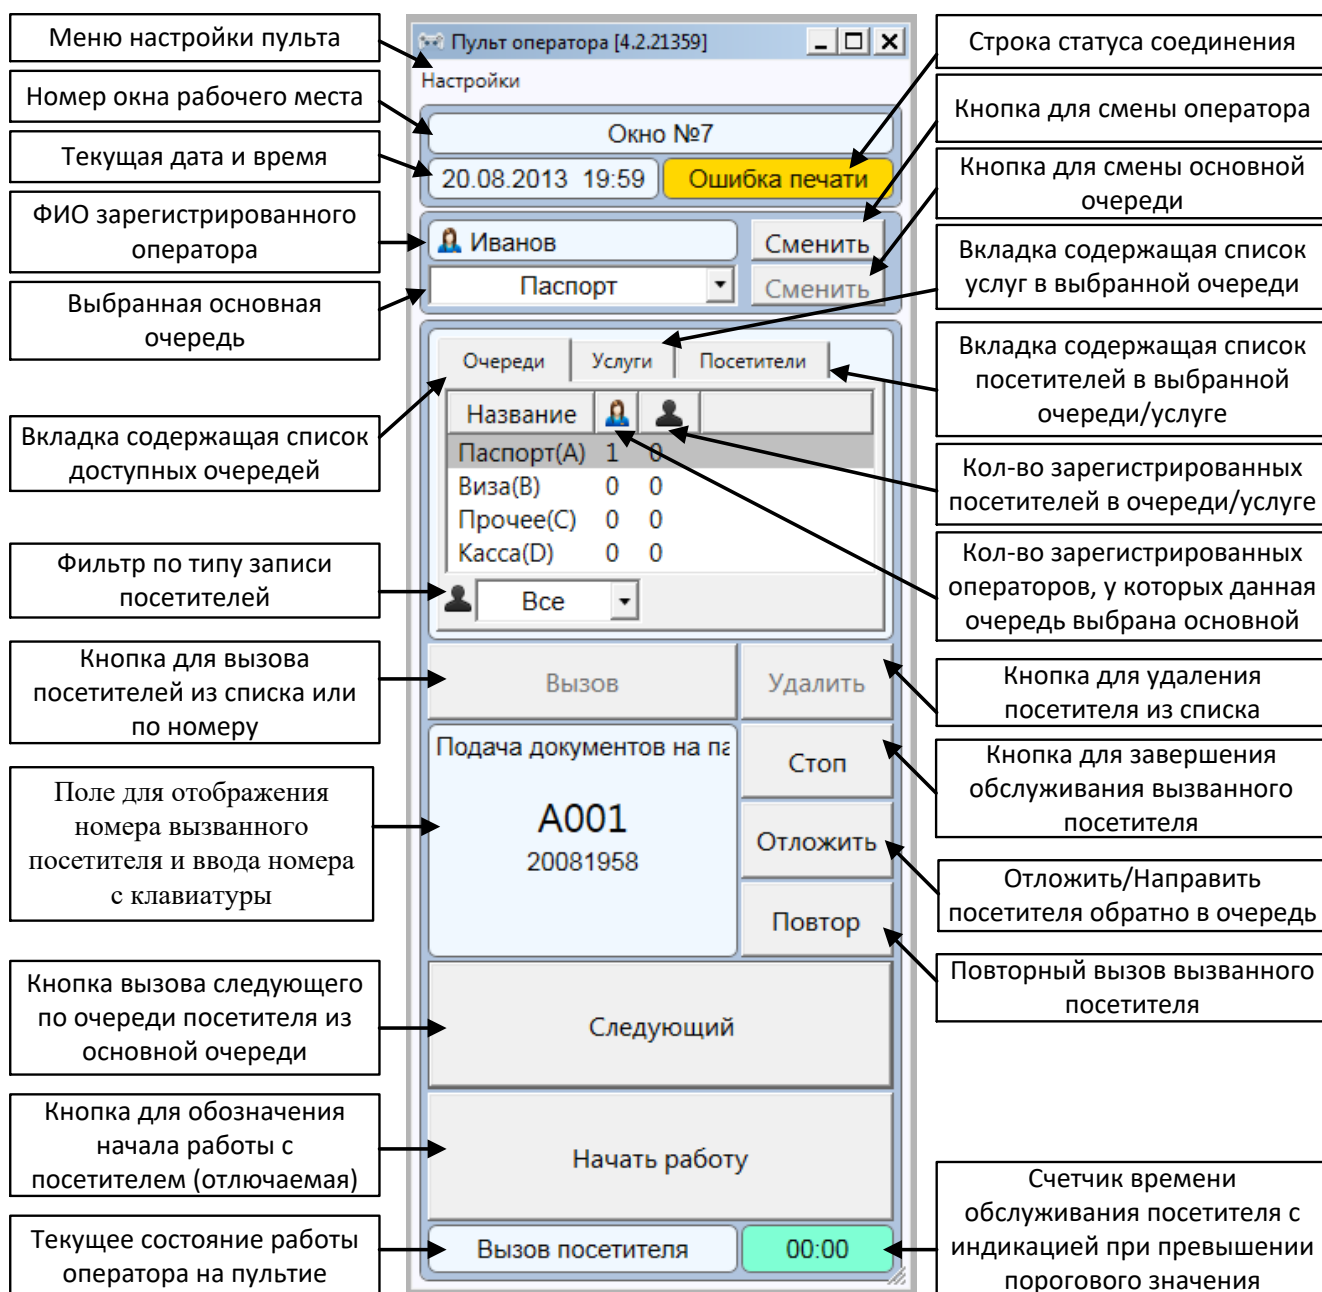 Меню настройки пульта
Номер окна рабочего места
Текущая дата и время
ФИО зарегистрированного
оператора
Выбранная основная
очередь
Вкладка содержащая список
доступных очередей
Фильтр по типу записи
посетителей
Кнопка для вызова
посетителей из списка или
по номеру
Поле для отображения
номера вызванного
посетителя и ввода номера
с клавиатуры
Кнопка вызова следующего
по очереди посетителя из
основной очереди
Кнопка для обозначения
начала работы с
посетителем (отлючаемая)
Текущее состояние работы
оператора на пультие
Пульт оператора [4.2.21359]
Настройки
Окно №7
20.08.2013 19:59
Ошибка печати
Иванов
Сменить
Паспорт
Сменить
Очереди Услуги Посетители
Название
Паспорт(A) 1 0
Виза(B) 0 0
Прочее(C) 0 0
Касса(D) 0 0
Все
Вызов
Удалить
Подача документов на па
A001
20081958
Стоп
Отложить
Повтор
Следующий
Начать работу
Вызов посетителя
00:00
Строка статуса соединения
Кнопка для смены оператора
Кнопка для смены основной
очереди
Вкладка содержащая список
услуг в выбранной очереди
Вкладка содержащая список
посетителей в выбранной
очереди/услуге
Кол-во зарегистрированных
посетителей в очереди/услуге
Кол-во зарегистрированных
операторов, у которых данная
очередь выбрана основной
Кнопка для удаления
посетителя из списка
Кнопка для завершения
обслуживания вызванного
посетителя
Отложить/Направить
посетителя обратно в очередь
Повторный вызов вызванного
посетителя
Счетчик времени
обслуживания посетителя с
индикацией при превышении
порогового значения